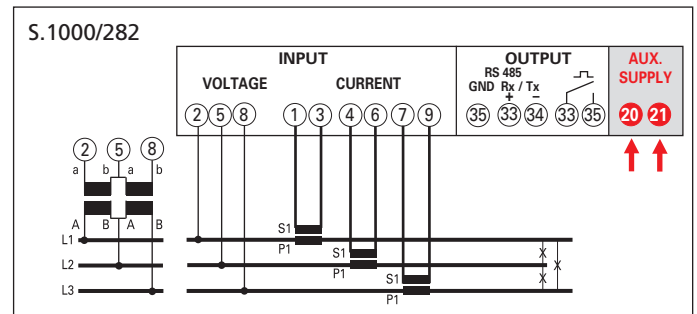 S.1000/282
INPUT
OUTPUT
AUX.
SUPPLY
VOLTAGE
CURRENT
RS 485
GND Rx / Tx
+ −
2 5 8 1 3 4 6 7 9 35 33 34 33 35 20 21
2 5 8
a b a b
A B A B
S1
L1
P1
S1
L2
P1
S1
L3
P1
X
X
X